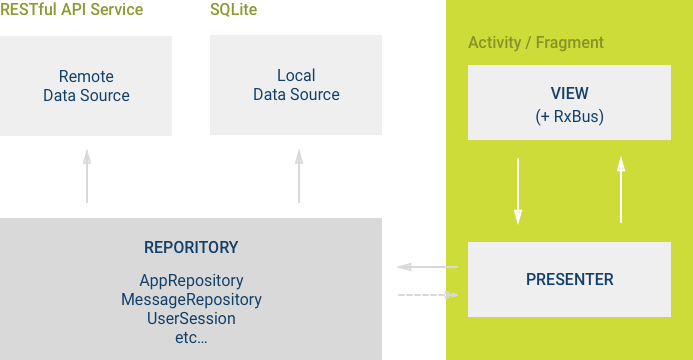 RESTful API Service
SQLite
Remote
Data Source
Local
Data Source
Activity / Fragment
VIEW
(+ RxBus)
REPORITORY
AppRepository
MessageRepository
UserSession
etc...
PRESENTER